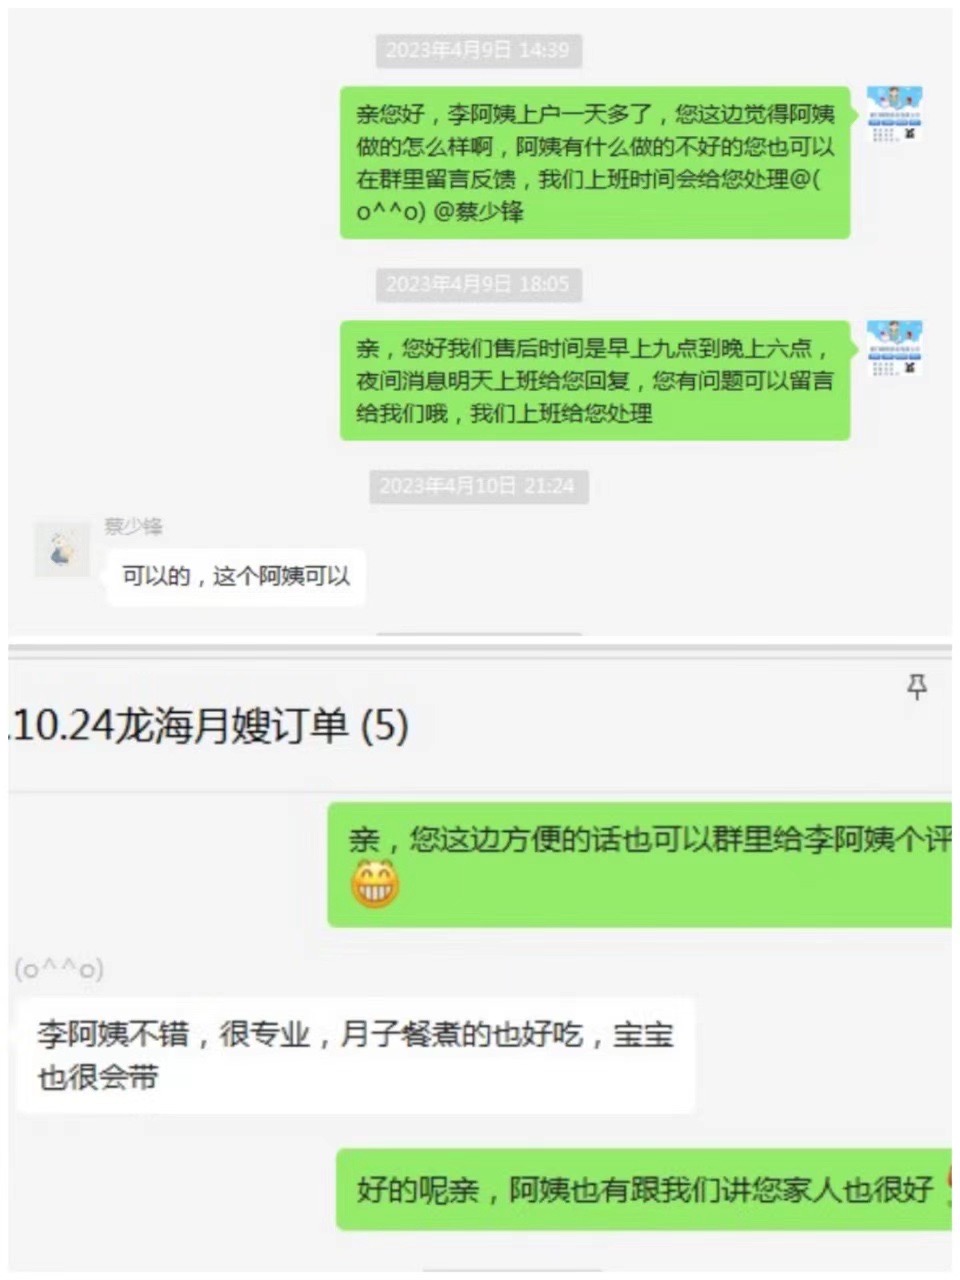 2023年4月9日 14:39
亲您好，李阿姨上户一天多了，您这边觉得阿姨
做的怎么样啊，阿姨有什么做的不好的您也可以
在群里留言反馈，我们上班时间会给您处理@(
o^^o) @蔡少锋
2023年4月9日 18:05
亲，您好我们售后时间是早上九点到晚上六点，
夜间消息明天上班给您回复，您有问题可以留言
给我们哦，我们上班给您处理
2023年4月10日 21:24
蔡少锋
可以的，这个阿姨可以
.10.24龙海月嫂订单 (5)
亲，您这边方便的话也可以群里给李阿姨个评
(o^^o)
李阿姨不错，很专业，月子餐煮的也好吃，宝宝
也很会带
好的呢亲，阿姨也有跟我们讲您家人也很好